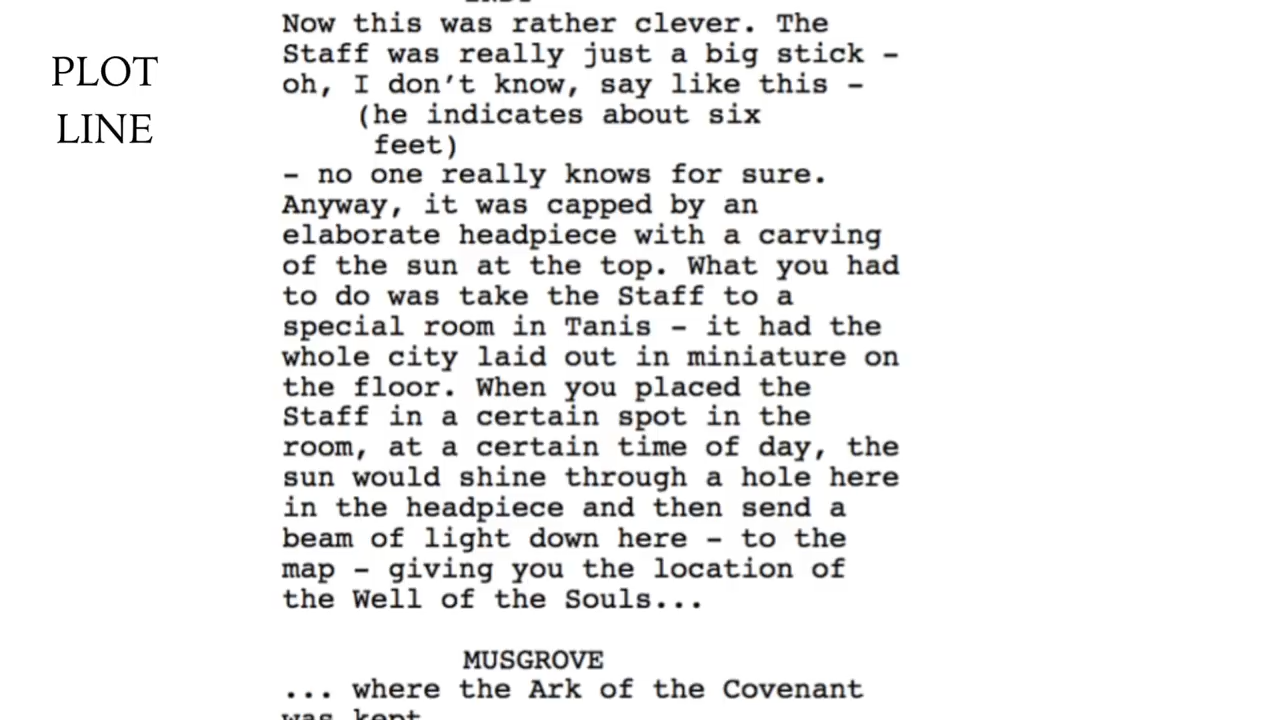 PLOT
LINE
Now this was rather clever. The
Staff was really just a big stick -
oh, I don't know, say like this -
(he indicates about six
feet)
- no one really knows for sure.
Anyway, it was capped by an
elaborate headpiece with a carving
of the sun at the top. What you had
to do was take the Staff to a
special room in Tanis - it had the
whole city laid out in miniature on
the floor. When you placed the
Staff in a certain spot in the
room, at a certain time of day, the
sun would shine through a hole here
in the headpiece and then send a
beam of light down here - to the
map - giving you the location of
the Well of the Souls...
MUSGROVE
... where the Ark of the Covenant
was kept